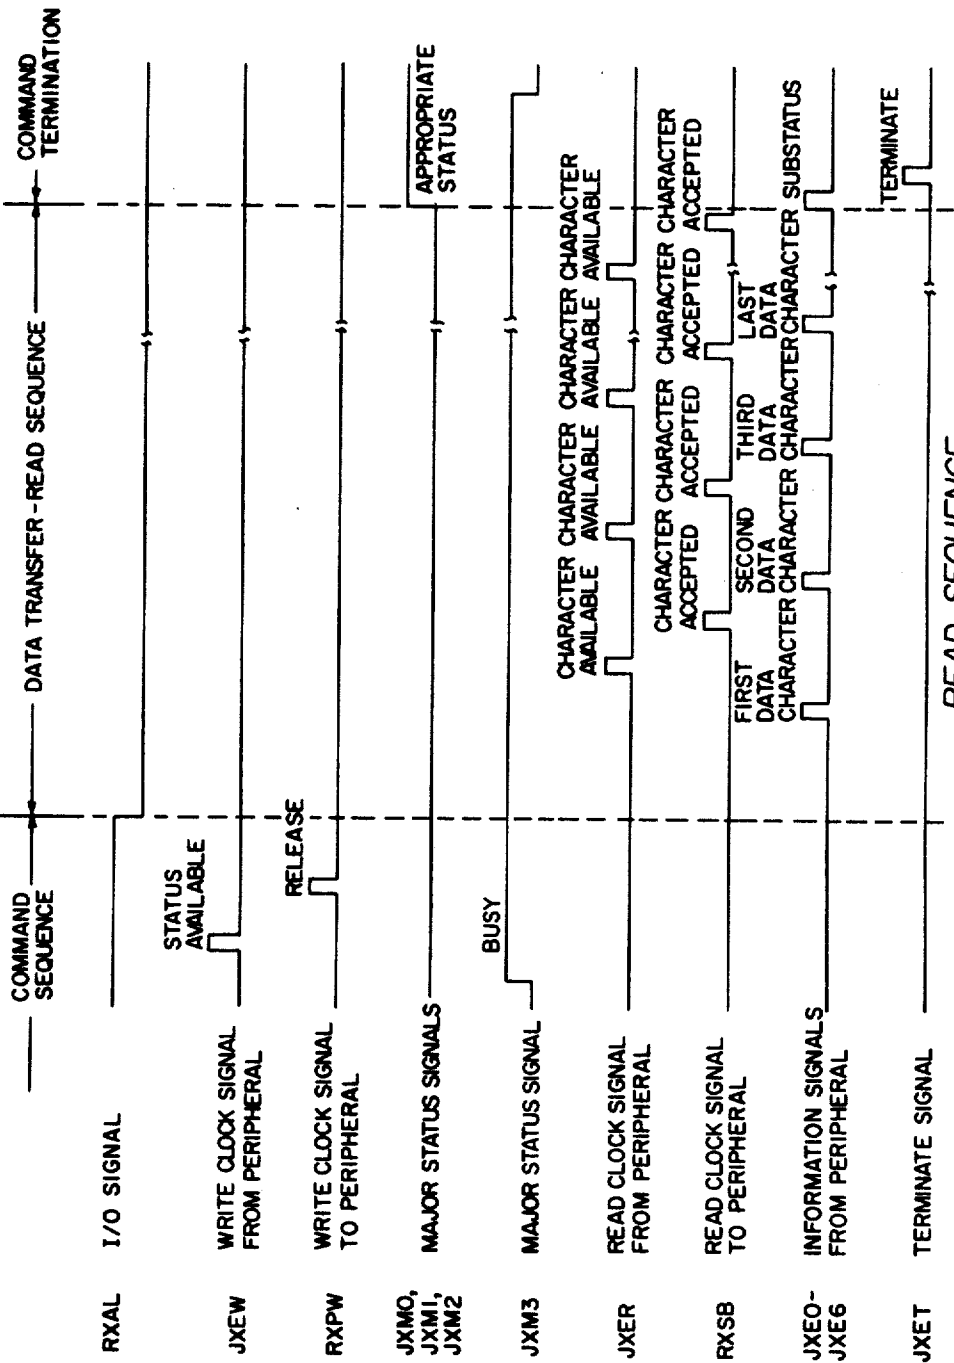 COMMAND
SEQUENCE
DATA TRANSFER-READ SEQUENCE
COMMAND
TERMINATION
RXAL I/O SIGNAL
JXEW WRITE CLOCK SIGNAL
FROM PERIPHERAL
STATUS
AVAILABLE
RXPW WRITE CLOCK SIGNAL
TO PERIPHERAL
RELEASE
JXM0,
JXM1,
JXM2
MAJOR STATUS SIGNALS
APPROPRIATE
STATUS
JXM3 MAJOR STATUS SIGNAL
BUSY
JXER READ CLOCK SIGNAL
FROM PERIPHERAL
CHARACTER CHARACTER CHARACTER CHARACTER
AVAILABLE AVAILABLE AVAILABLE AVAILABLE
RXSB READ CLOCK SIGNAL
TO PERIPHERAL
CHARACTER CHARACTER CHARACTER CHARACTER
ACCEPTED ACCEPTED ACCEPTED ACCEPTED
JXE0-
JXE6
INFORMATION SIGNALS
FROM PERIPHERAL
FIRST SECOND THIRD LAST
DATA DATA DATA DATA
CHARACTER CHARACTER CHARACTER CHARACTER SUBSTATUS
JXET TERMINATE SIGNAL
TERMINATE
READ SEQUENCE